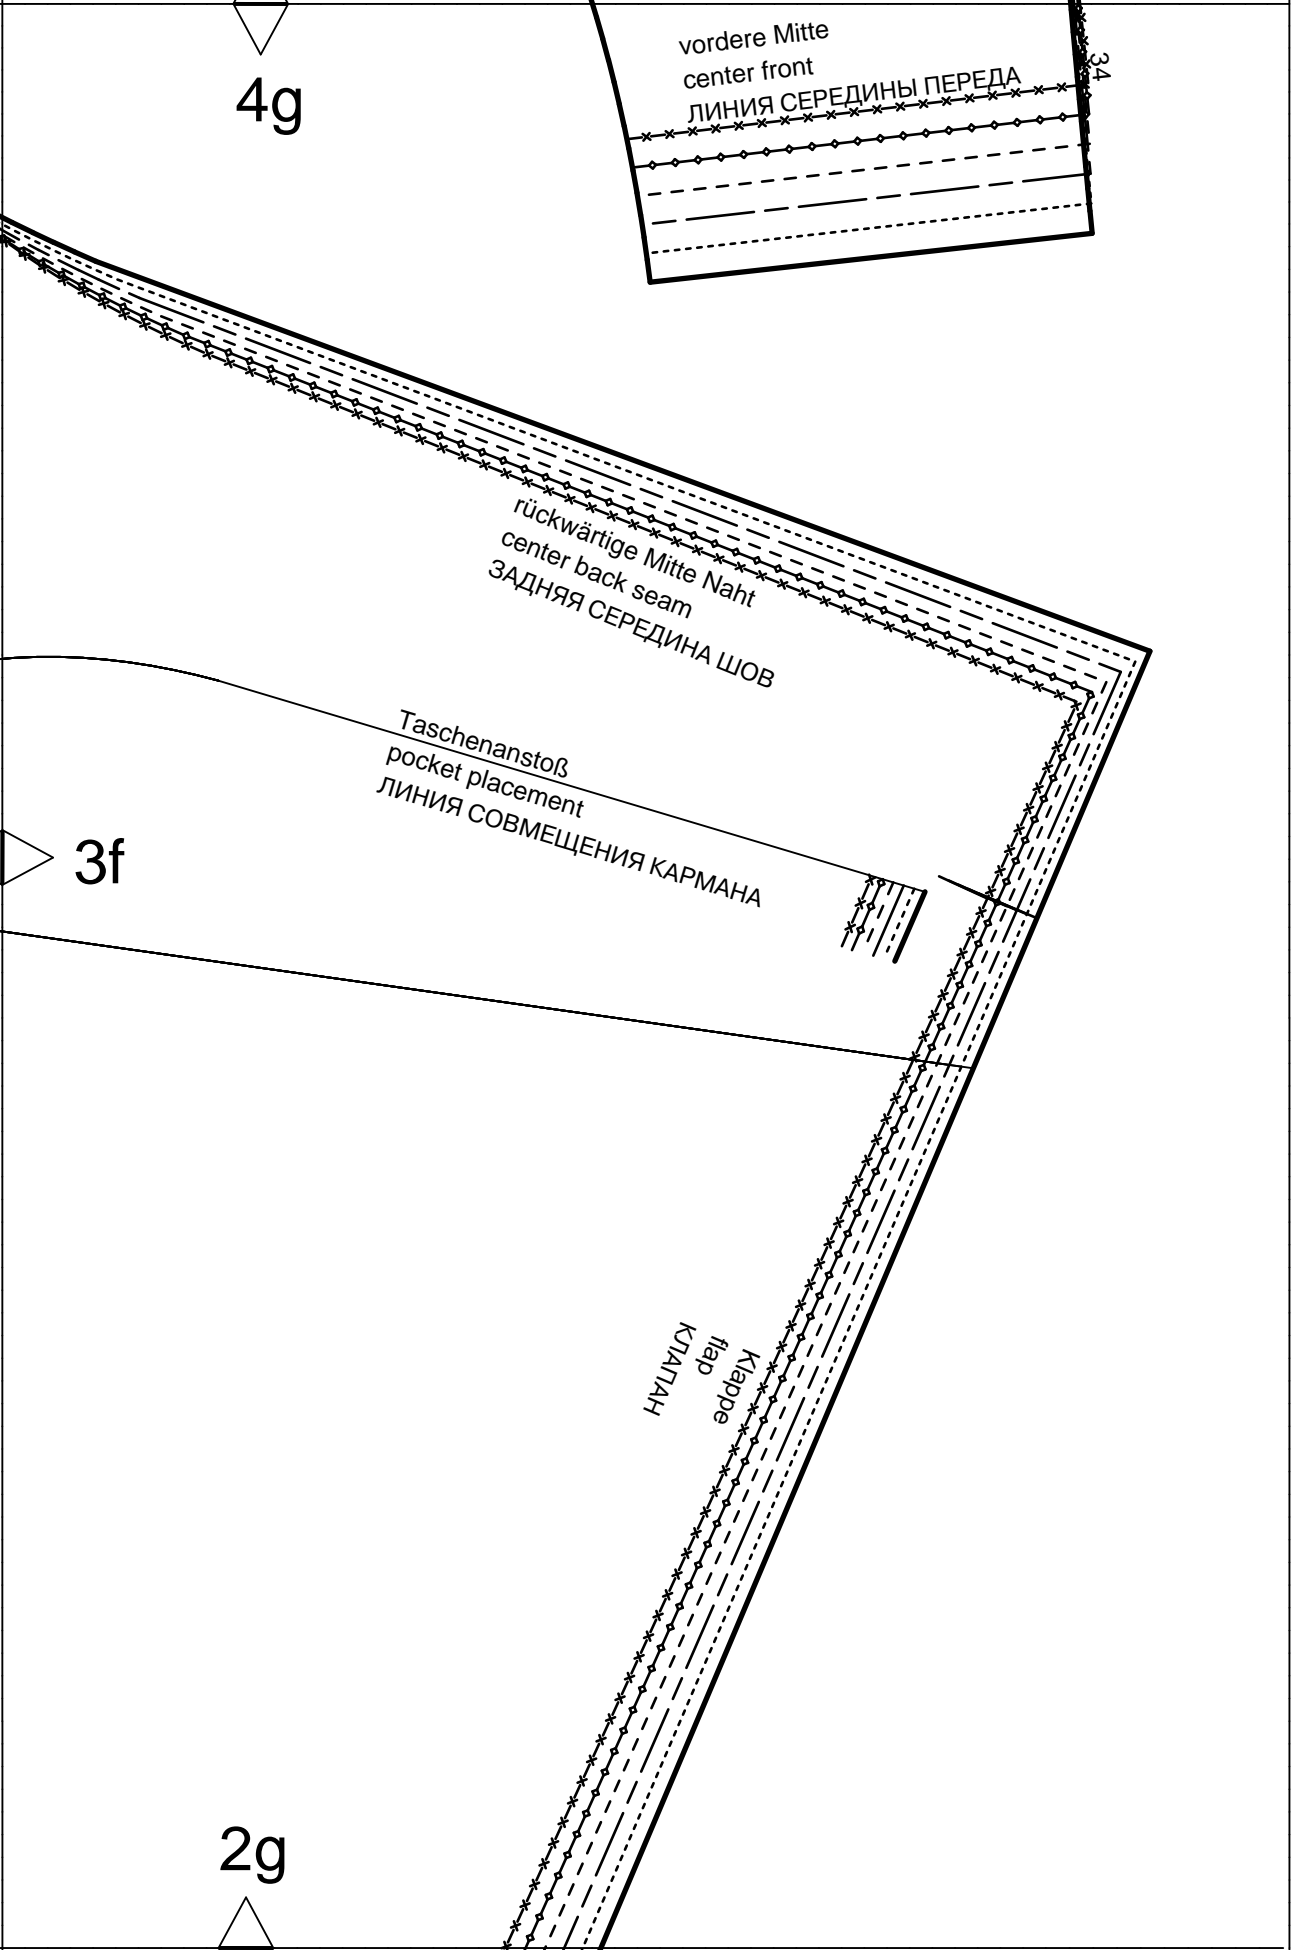 vordere Mitte
center front
ЛИНИЯ СЕРЕДИНЫ ПЕРЕДА
34
4g
rückwärtige Mitte Naht
center back seam
ЗАДНЯЯ СЕРЕДИНА ШОВ
Taschenanstoß
pocket placement
ЛИНИЯ СОВМЕЩЕНИЯ КАРМАНА
3f
Klappe
flap
КЛАПАН
2g